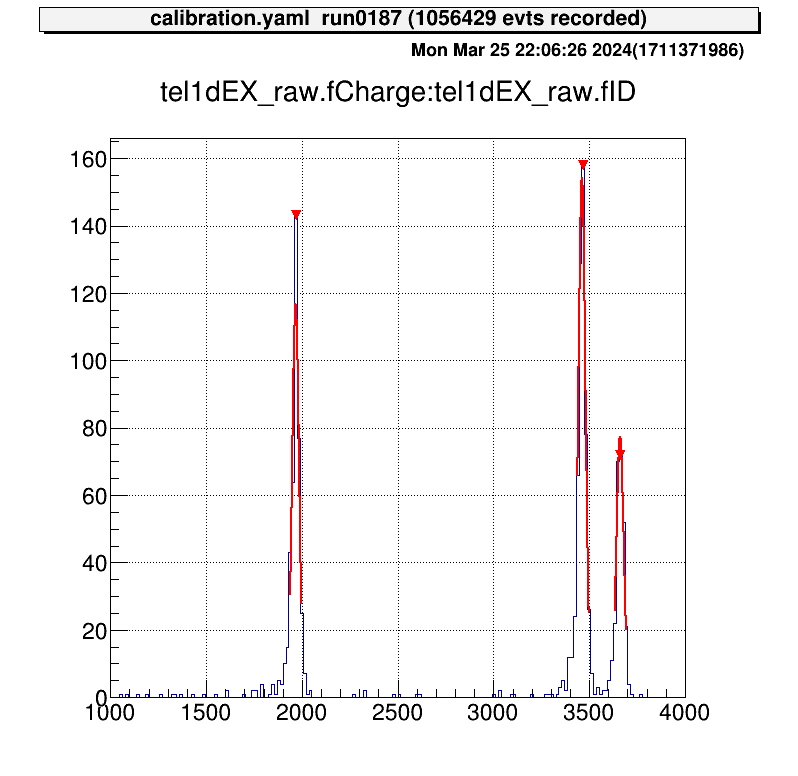 calibration.yaml run0187 (1056429 evts recorded)
Mon Mar 25 22:06:26 2024(1711371986)
tel1dEX_raw.fCharge:tel1dEX_raw.fID
160
140
120
100
80
60
40
20
0
1000 1500 2000 2500 3000 3500 4000